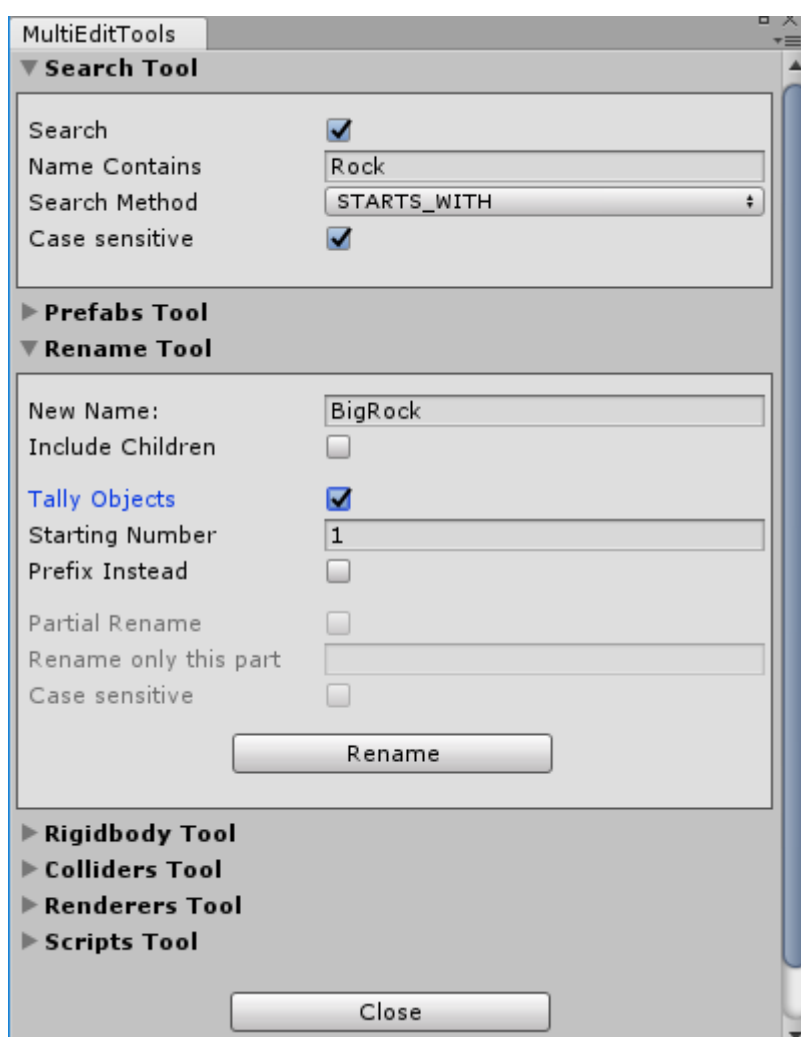 MultiEditTools
Search Tool
Search
Name Contains Rock
Search Method STARTS_WITH
Case sensitive
Prefabs Tool
Rename Tool
New Name: BigRock
Include Children
Tally Objects
Starting Number 1
Prefix Instead
Partial Rename
Rename only this part
Case sensitive
Rename
Rigidbody Tool
Colliders Tool
Renderers Tool
Scripts Tool
Close